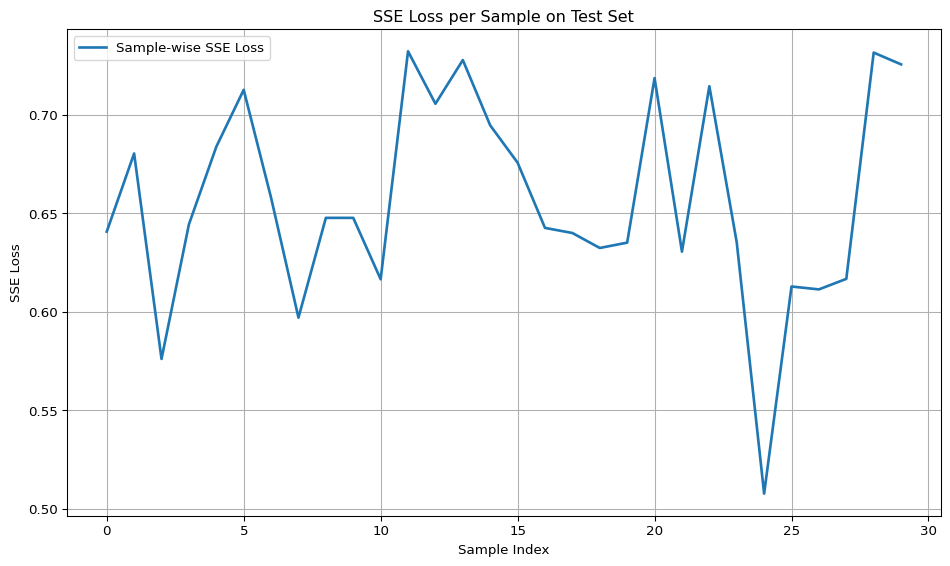 SSE Loss per Sample on Test Set
Sample-wise SSE Loss
0.70
0.65
0.60
0.55
0.50
SSE Loss
0 5 10 15 20 25 30
Sample Index